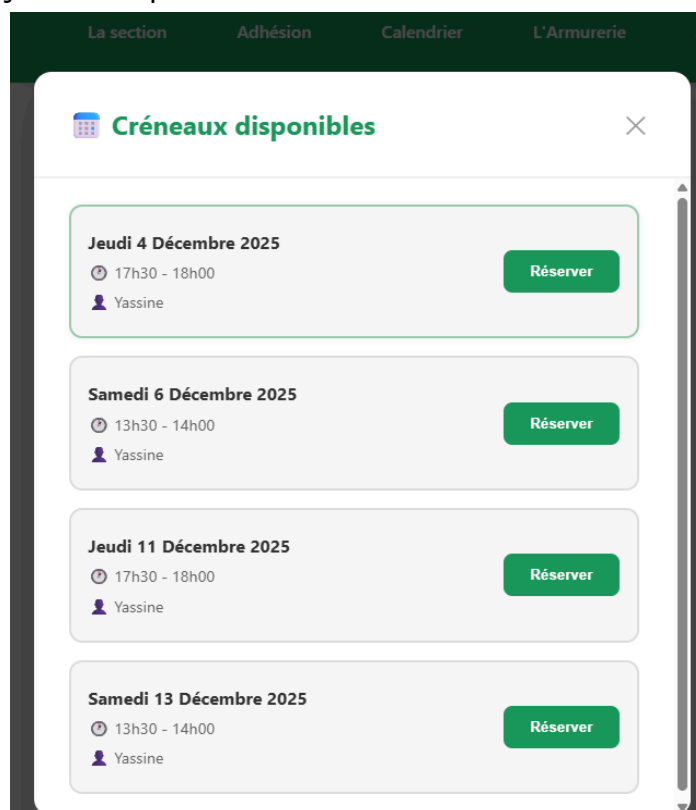 La section Adhésion Calendrier L'Armurerie
Créneaux disponibles
Jeudi 4 Décembre 2025
17h30 - 18h00
Yassine
Réserver
Samedi 6 Décembre 2025
13h30 - 14h00
Yassine
Réserver
Jeudi 11 Décembre 2025
17h30 - 18h00
Yassine
Réserver
Samedi 13 Décembre 2025
13h30 - 14h00
Yassine
Réserver